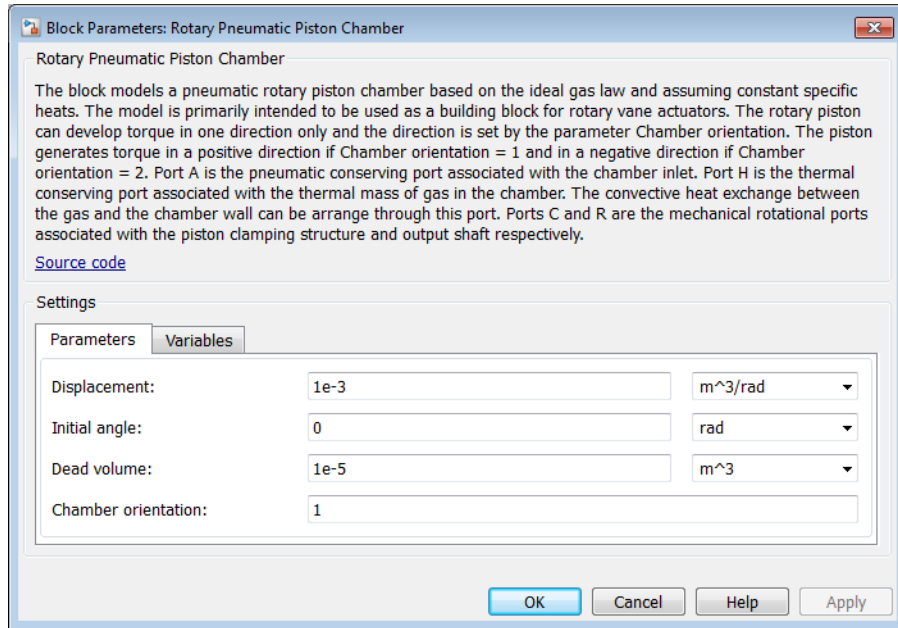 Block Parameters: Rotary Pneumatic Piston Chamber
Rotary Pneumatic Piston Chamber
The block models a pneumatic rotary piston chamber based on the ideal gas law and assuming constant specific
heats. The model is primarily intended to be used as a building block for rotary vane actuators. The rotary piston
can develop torque in one direction only and the direction is set by the parameter Chamber orientation. The piston
generates torque in a positive direction if Chamber orientation = 1 and in a negative direction if Chamber
orientation = 2. Port A is the pneumatic conserving port associated with the chamber inlet. Port H is the thermal
conserving port associated with the thermal mass of gas in the chamber. The convective heat exchange between
the gas and the chamber wall can be arrange through this port. Ports C and R are the mechanical rotational ports
associated with the piston clamping structure and output shaft respectively.
Source code
Settings
Parameters Variables
Displacement: 1e-3 m^3/rad
Initial angle: 0 rad
Dead volume: 1e-5 m^3
Chamber orientation: 1
OK Cancel Help Apply